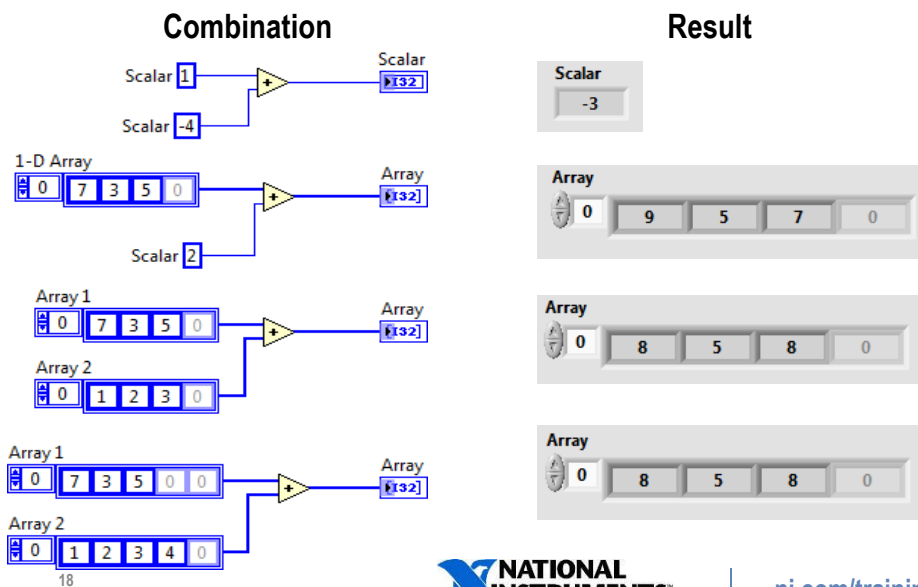 Combination Result
Scalar 1 + Scalar I32
Scalar -4
Scalar
-3
1-D Array
0 7 3 5 0 + Array I32
Scalar 2
Array
0 9 5 7 0
Array 1
0 7 3 5 0 + Array I32
Array 2
0 1 2 3 0
Array
0 8 5 8 0
Array 1
0 7 3 5 0 0 + Array I32
Array 2
0 1 2 3 4 0
Array
0 8 5 8 0
18
NATIONAL
INSTRUMENTS